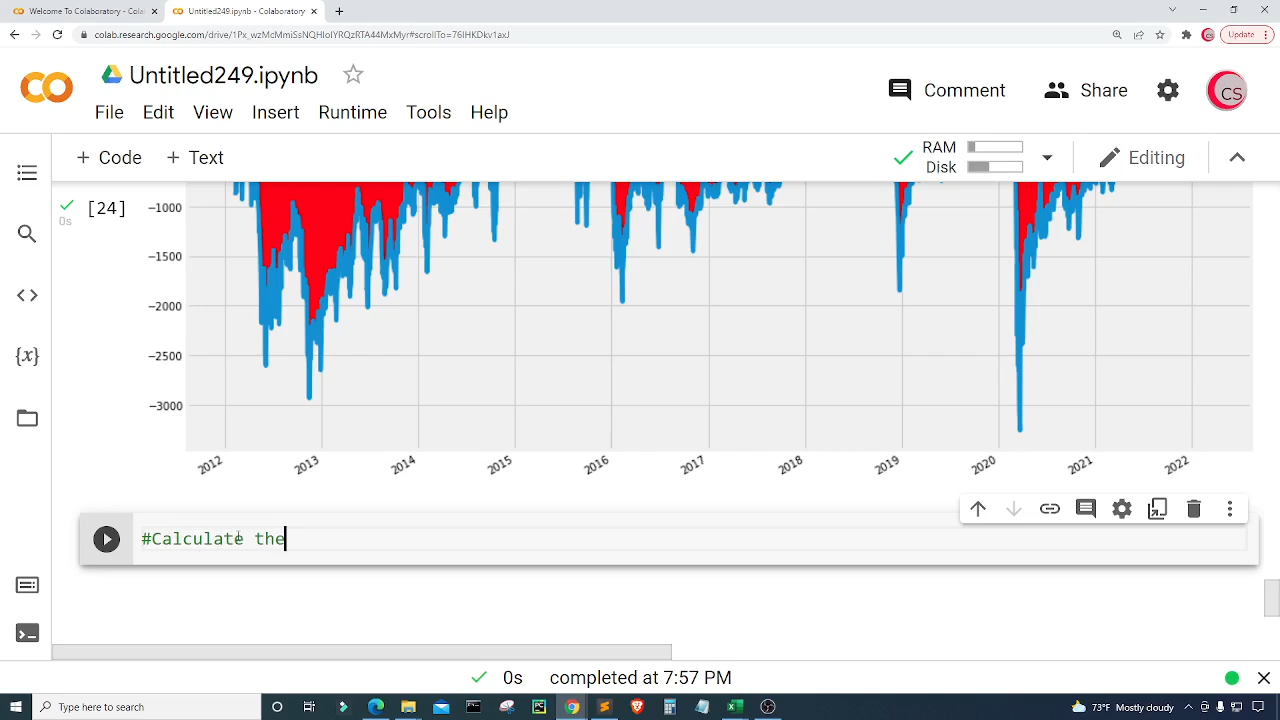 Welcome To Colaboratory - Colal
Untitled249.ipynb - Colaboratory
colab.research.google.com/drive/1Px_wzMcMmiSsNQHIoIYRQzRTA44MxMyr#scrollTo=76IHKDkv1axJ
Update
Untitled249.ipynb
Comment
Share
CS
File Edit View Insert Runtime Tools Help
+ Code + Text
RAM
Disk
Editing
[24]
0s
−1000
−1500
−2000
−2500
−3000
2012 2013 2014 2015 2016 2017 2018 2019 2020 2021 2022
#Calculate the
{x}
0s completed at 7:57 PM
Type here to search
72°F Mostly cloudy